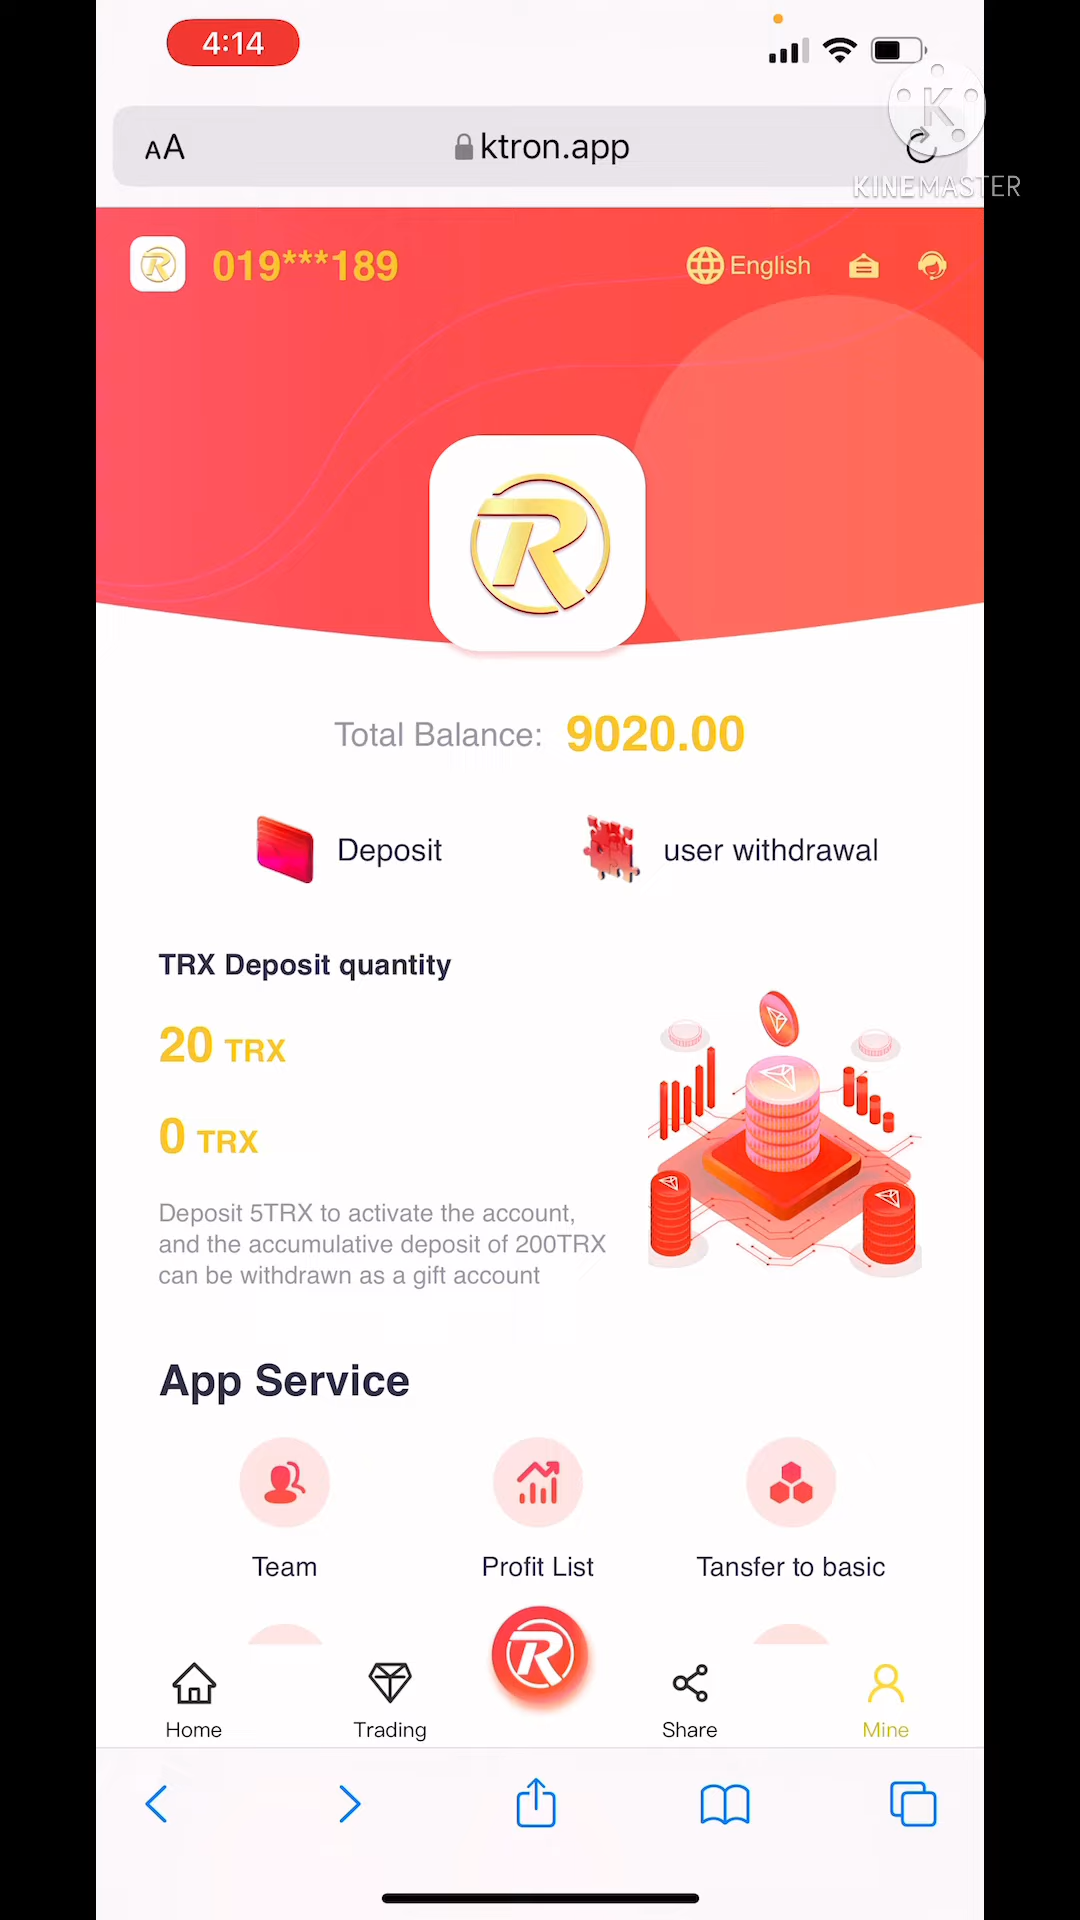 4:14
AA
ktron.app
KINEMASTER
019***189
English
Total Balance: 9020.00
Deposit
user withdrawal
TRX Deposit quantity
20 TRX
0 TRX
Deposit 5TRX to activate the account,
and the accumulative deposit of 200TRX
can be withdrawn as a gift account
App Service
Team
Profit List
Tansfer to basic
Home
Trading
Share
Mine